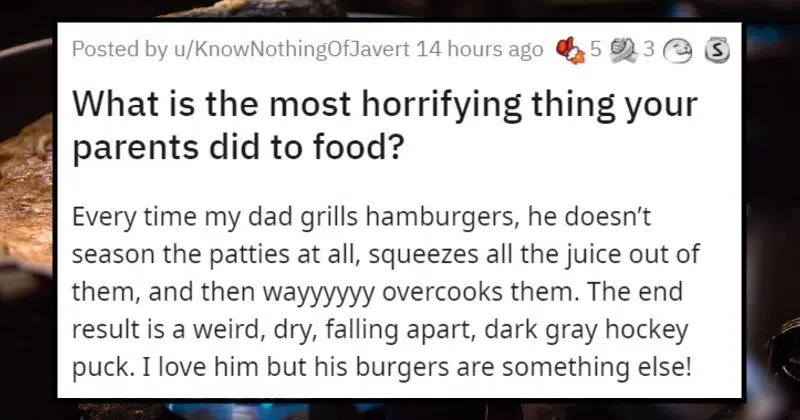 Posted by u/KnowNothingOfJavert 14 hours ago 5 3 S
What is the most horrifying thing your
parents did to food?
Every time my dad grills hamburgers, he doesn't
season the patties at all, squeezes all the juice out of
them, and then wayyyyyy overcooks them. The end
result is a weird, dry, falling apart, dark gray hockey
puck. I love him but his burgers are something else!